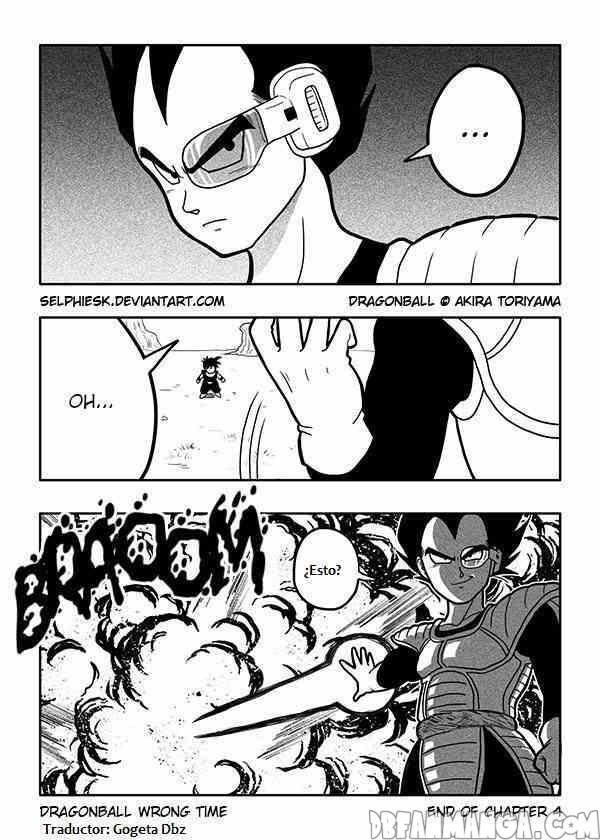 ...
SELPHIESK.DEVIANTART.COM
DRAGONBALL © AKIRA TORIYAMA
OH...
BRAOOOM
¿Esto?
DRAGONBALL WRONG TIME
END OF CHAPTER 4
Traductor: Gogeta Dbz
DBFANMANGA.COM